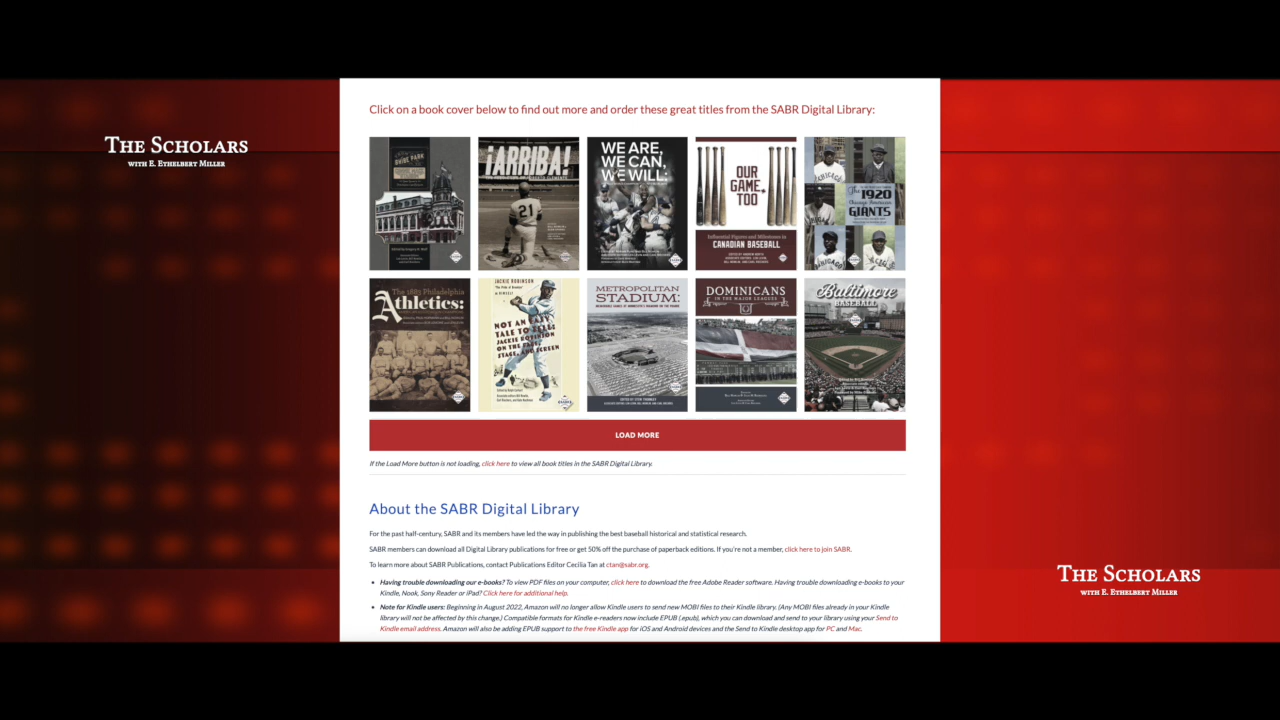 THE SCHOLARS
WITH E. ETHELBERT MILLER
Click on a book cover below to find out more and order these great titles from the SABR Digital Library:
¡ARRIBA!
21
WE ARE,
WE CAN,
WE WILL:
OUR
GAME,
TOO
Influential Figures and Milestones in
CANADIAN BASEBALL
The
1920
Chicago American
GIANTS
The 1883 Philadelphia
Athletics:
JACKIE ROBINSON
NOT AN EASY
TALE TO TELL:
JACKIE ROBINSON
ON THE PAGE,
STAGE, AND SCREEN
METROPOLITAN
STADIUM:
DOMINICANS
IN THE MAJOR LEAGUES
Baltimore
BASEBALL
LOAD MORE
If the Load More button is not loading, click here to view all book titles in the SABR Digital Library.
About the SABR Digital Library
For the past half-century, SABR and its members have led the way in publishing the best baseball historical and statistical research.
SABR members can download all Digital Library publications for free or get 50% off the purchase of paperback editions. If you're not a member, click here to join SABR.
To learn more about SABR Publications, contact Publications Editor Cecilia Tan at ctan@sabr.org.
• Having trouble downloading our e-books? To view PDF files on your computer, click here to download the free Adobe Reader software. Having trouble downloading e-books to your
Kindle, Nook, Sony Reader or iPad? Click here for additional help.
• Note for Kindle users: Beginning in August 2022, Amazon will no longer allow Kindle users to send new MOBI files to their Kindle library. (Any MOBI files already in your Kindle
library will not be affected by this change.) Compatible formats for Kindle e-readers now include EPUB (.epub), which you can download and send to your library using your Send to
Kindle email address. Amazon will also be adding EPUB support to the free Kindle app for iOS and Android devices and the Send to Kindle desktop app for PC and Mac.
THE SCHOLARS
WITH E. ETHELBERT MILLER